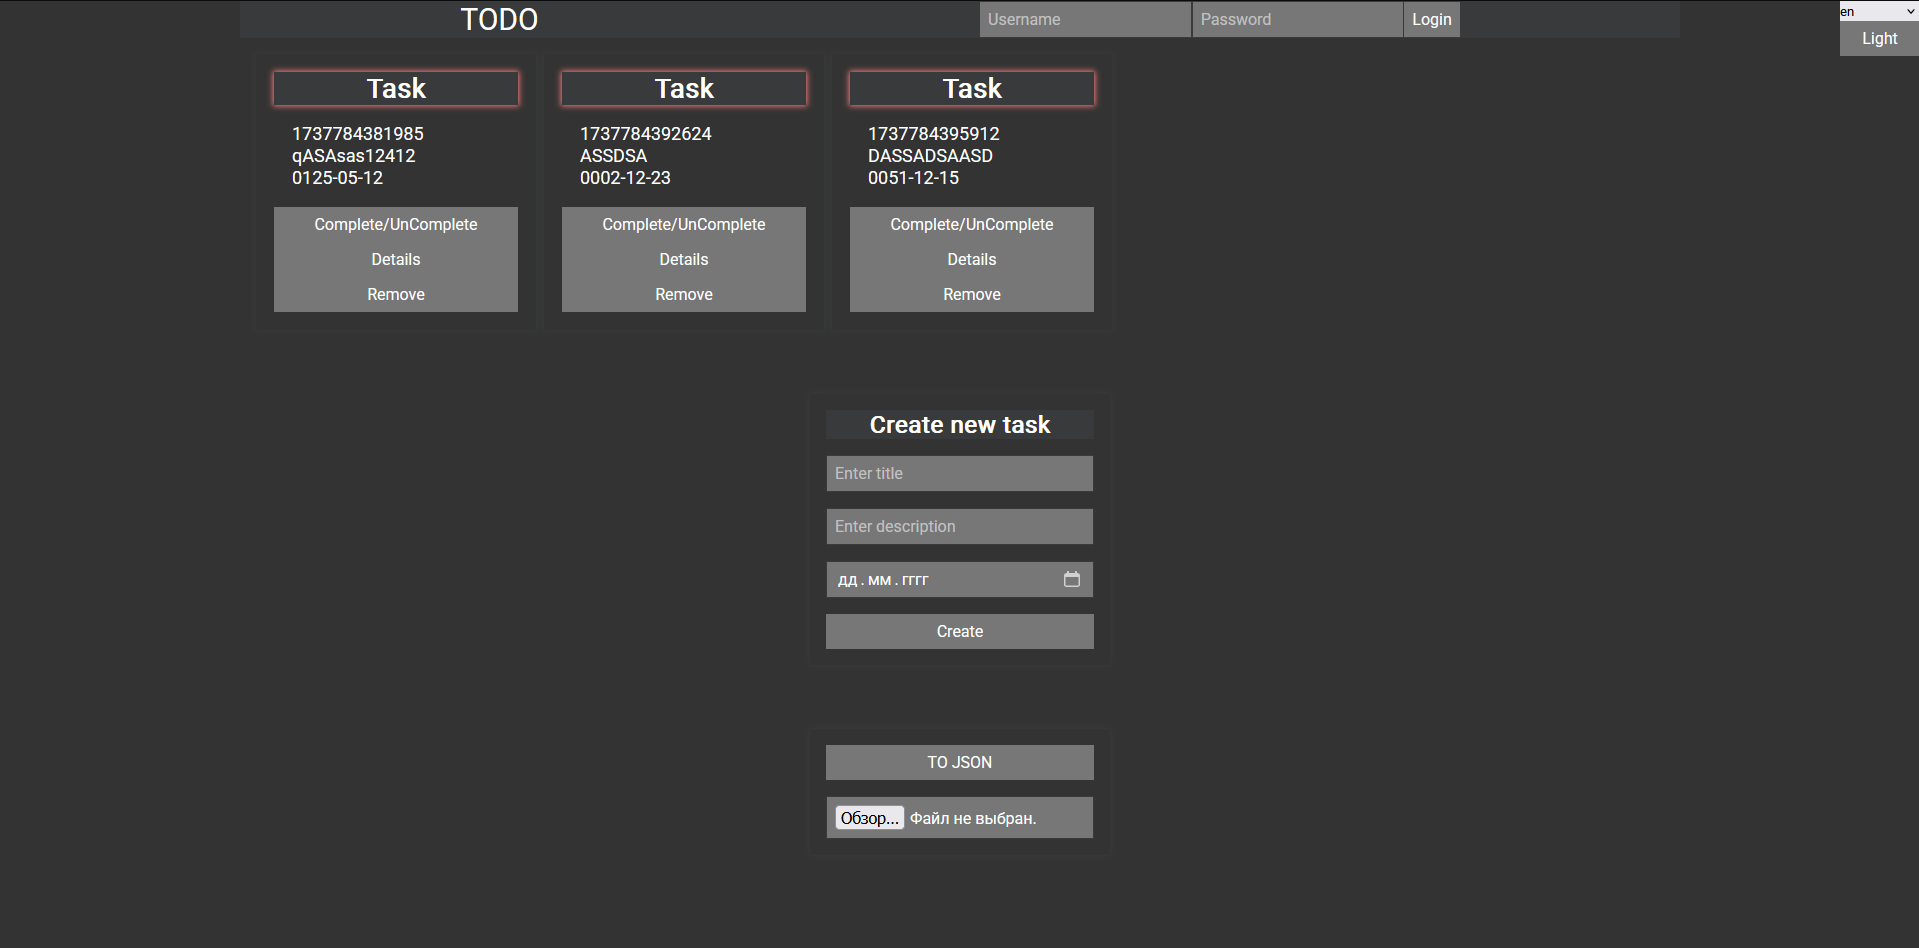 TODO
Username
Password
Login
en
Light
Task
1737784381985
qASAsas12412
0125-05-12
Complete/UnComplete
Details
Remove
Task
1737784392624
ASSDSA
0002-12-23
Complete/UnComplete
Details
Remove
Task
1737784395912
DASSADSAASD
0051-12-15
Complete/UnComplete
Details
Remove
Create new task
Enter title
Enter description
дд.мм.гггг
Create
TO JSON
Обзор... Файл не выбран.